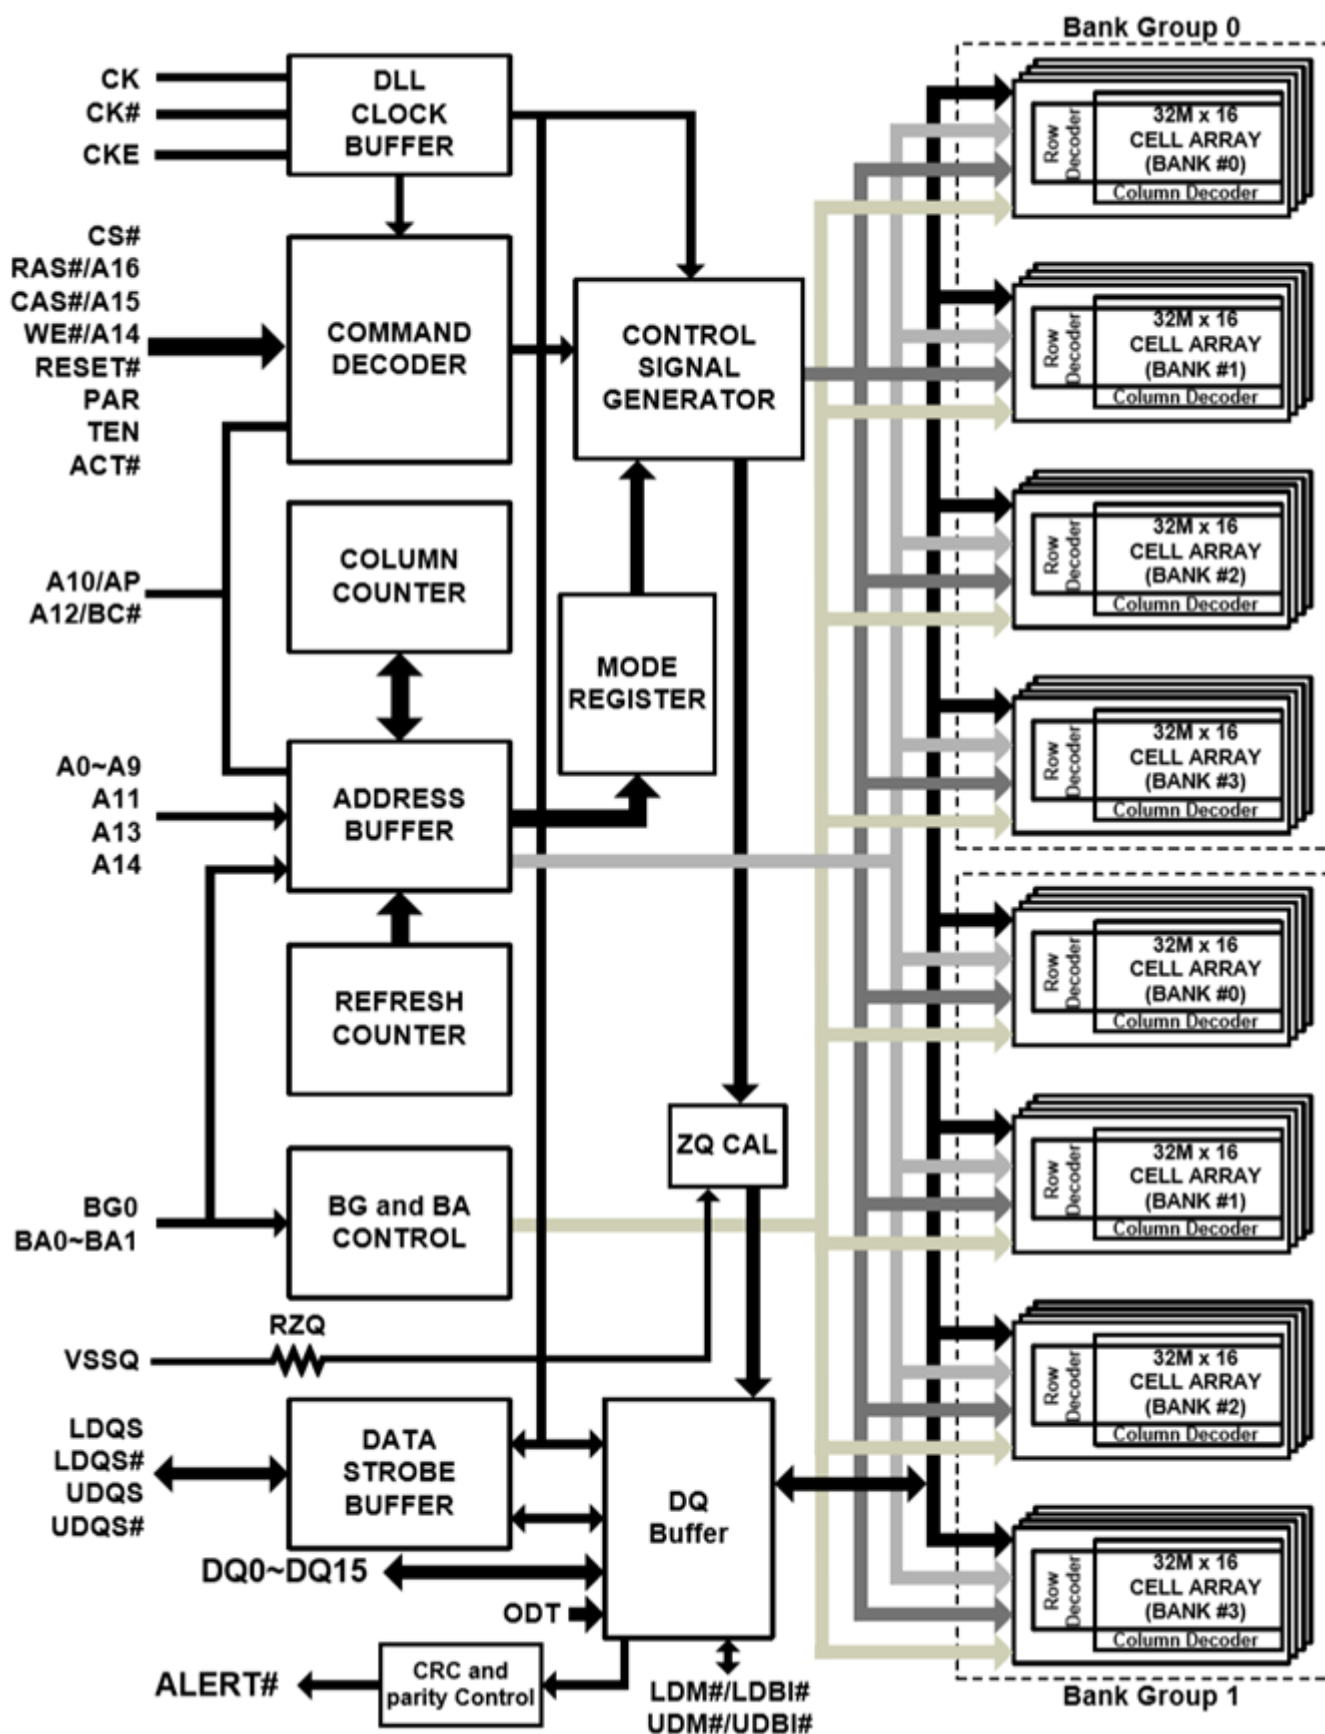 Bank Group 0
CK
CK#
CKE
DLL
CLOCK
BUFFER
CS#
RAS#/A16
CAS#/A15
WE#/A14
RESET#
PAR
TEN
ACT#
COMMAND
DECODER
CONTROL
SIGNAL
GENERATOR
A10/AP
A12/BC#
COLUMN
COUNTER
MODE
REGISTER
A0~A9
A11
A13
A14
ADDRESS
BUFFER
REFRESH
COUNTER
ZQ CAL
BG0
BA0~BA1
BG and BA
CONTROL
RZQ
VSSQ
LDQS
LDQS#
UDQS
UDQS#
DATA
STROBE
BUFFER
DQ
Buffer
DQ0~DQ15
ODT
ALERT#
CRC and
parity Control
LDM#/LDBI#
UDM#/UDBI#
Row
Decoder
32M x 16
CELL ARRAY
(BANK #0)
Column Decoder
Row
Decoder
32M x 16
CELL ARRAY
(BANK #1)
Column Decoder
Row
Decoder
32M x 16
CELL ARRAY
(BANK #2)
Column Decoder
Row
Decoder
32M x 16
CELL ARRAY
(BANK #3)
Column Decoder
Row
Decoder
32M x 16
CELL ARRAY
(BANK #0)
Column Decoder
Row
Decoder
32M x 16
CELL ARRAY
(BANK #1)
Column Decoder
Row
Decoder
32M x 16
CELL ARRAY
(BANK #2)
Column Decoder
Row
Decoder
32M x 16
CELL ARRAY
(BANK #3)
Column Decoder
Bank Group 1